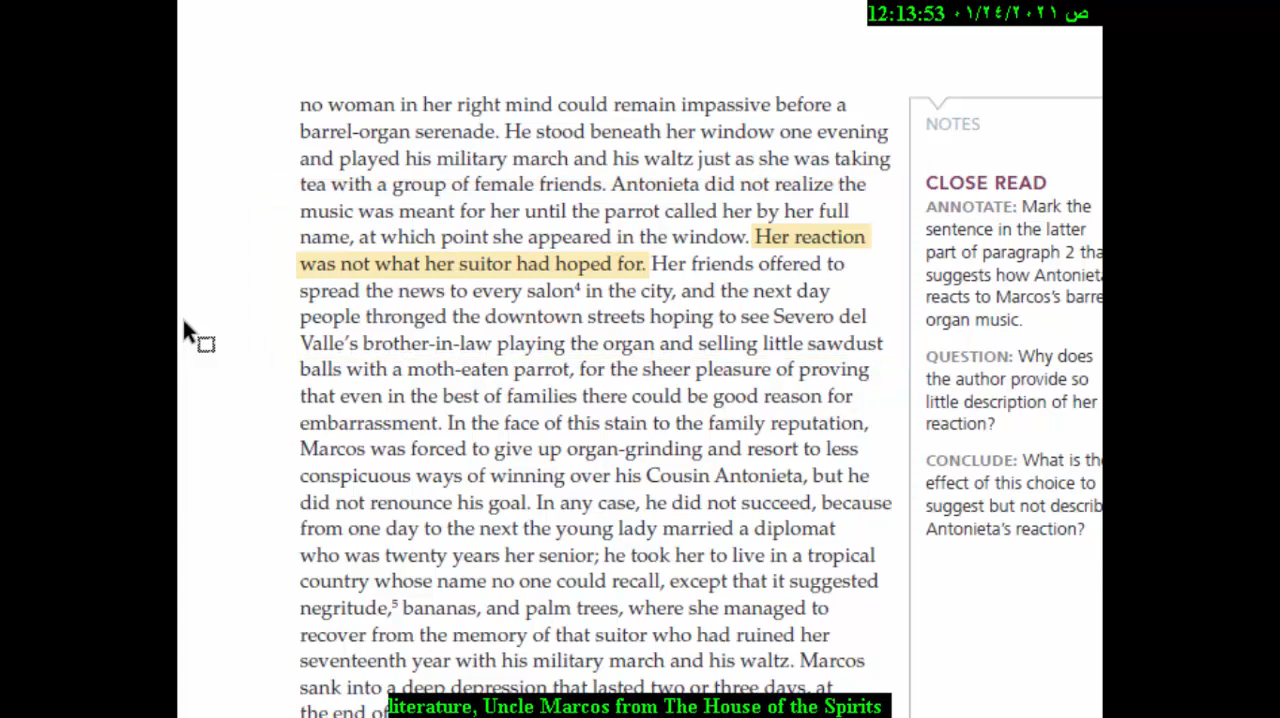 12:13:53 ٠١/٢٤/٢٠٢١ ص
no woman in her right mind could remain impassive before a
barrel-organ serenade. He stood beneath her window one evening
and played his military march and his waltz just as she was taking
tea with a group of female friends. Antonieta did not realize the
music was meant for her until the parrot called her by her full
name, at which point she appeared in the window. Her reaction
was not what her suitor had hoped for. Her friends offered to
spread the news to every salon⁴ in the city, and the next day
people thronged the downtown streets hoping to see Severo del
Valle’s brother-in-law playing the organ and selling little sawdust
balls with a moth-eaten parrot, for the sheer pleasure of proving
that even in the best of families there could be good reason for
embarrassment. In the face of this stain to the family reputation,
Marcos was forced to give up organ-grinding and resort to less
conspicuous ways of winning over his Cousin Antonieta, but he
did not renounce his goal. In any case, he did not succeed, because
from one day to the next the young lady married a diplomat
who was twenty years her senior; he took her to live in a tropical
country whose name no one could recall, except that it suggested
negritude,⁵ bananas, and palm trees, where she managed to
recover from the memory of that suitor who had ruined her
seventeenth year with his military march and his waltz. Marcos
sank into a deep depression that lasted two or three days, at
the end of
NOTES
CLOSE READ
ANNOTATE: Mark the
sentence in the latter
part of paragraph 2 tha
suggests how Antoniet
reacts to Marcos’s barre
organ music.
QUESTION: Why does
the author provide so
little description of her
reaction?
CONCLUDE: What is th
effect of this choice to
suggest but not describ
Antonieta’s reaction?
literature, Uncle Marcos from The House of the Spirits